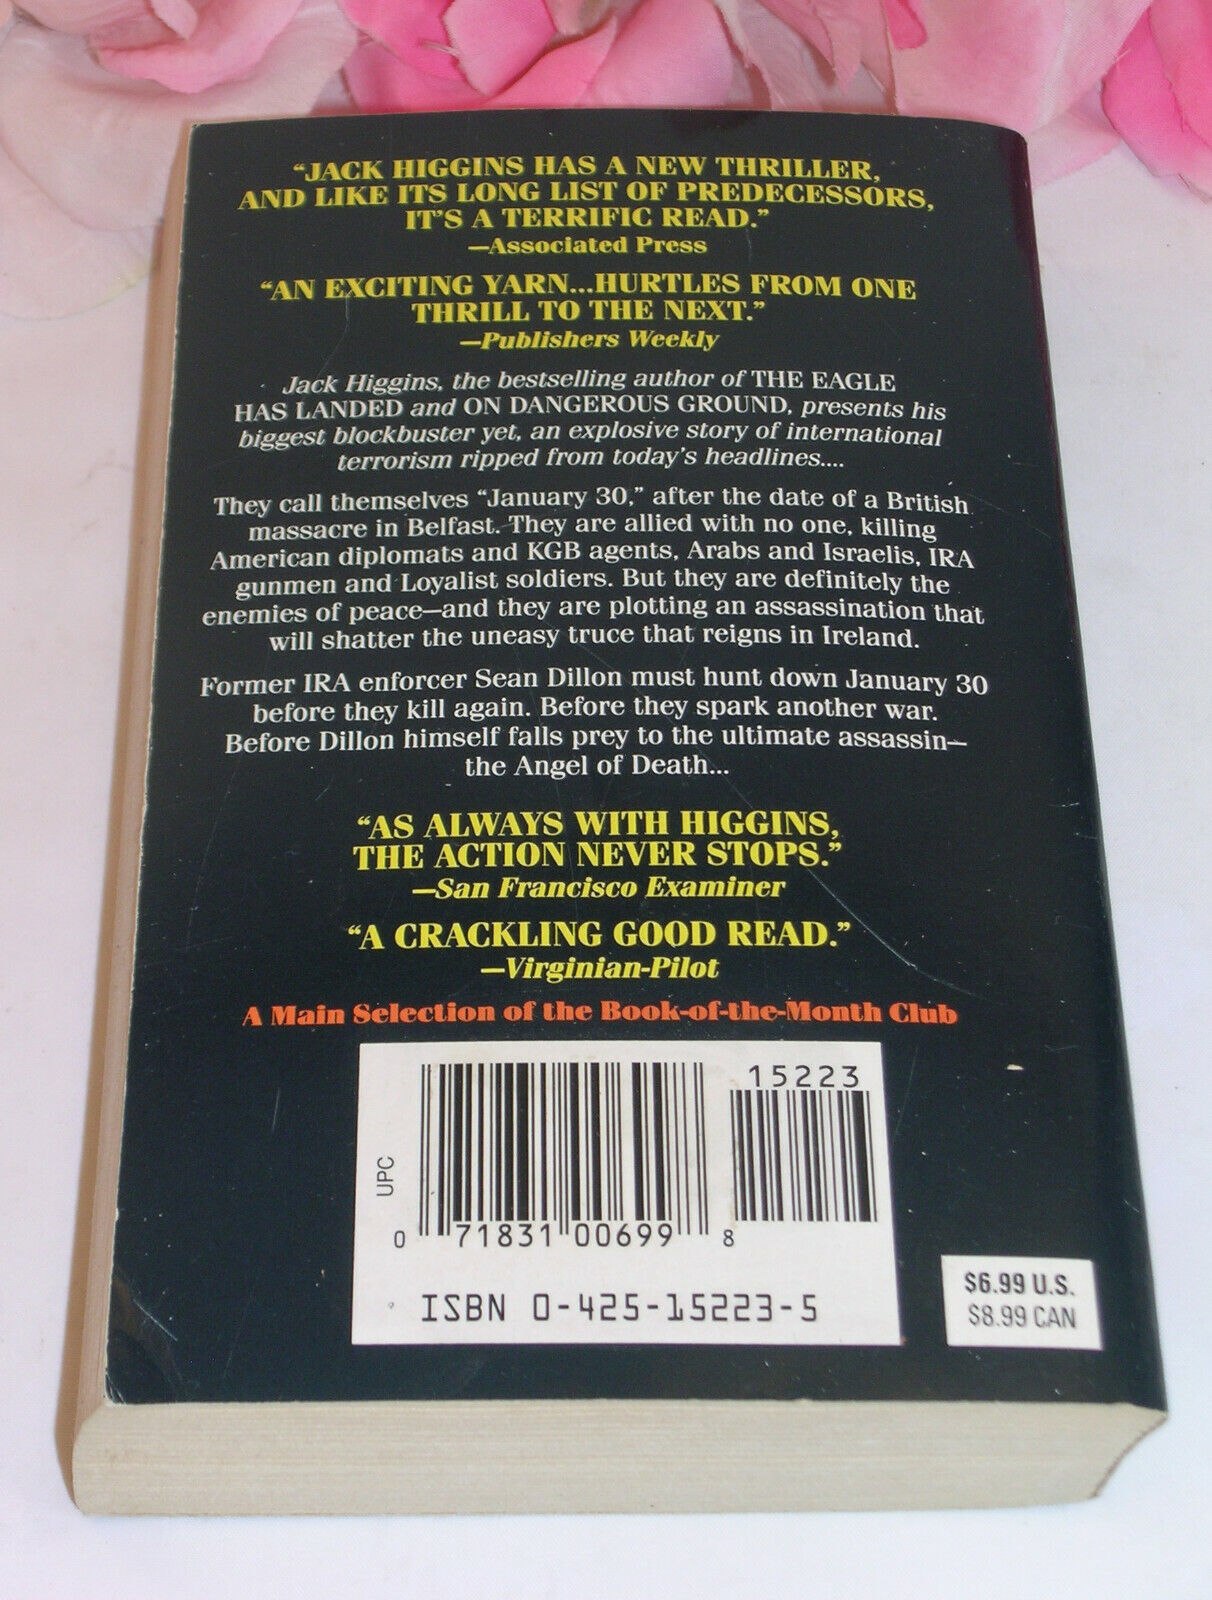 “JACK HIGGINS HAS A NEW THRILLER,
AND LIKE ITS LONG LIST OF PREDECESSORS,
IT'S A TERRIFIC READ.”
—Associated Press
“AN EXCITING YARN...HURTLES FROM ONE
THRILL TO THE NEXT.”
—Publishers Weekly
Jack Higgins, the bestselling author of THE EAGLE
HAS LANDED and ON DANGEROUS GROUND, presents his
biggest blockbuster yet, an explosive story of international
terrorism ripped from today's headlines....
They call themselves “January 30,” after the date of a British
massacre in Belfast. They are allied with no one, killing
American diplomats and KGB agents, Arabs and Israelis, IRA
gunmen and Loyalist soldiers. But they are definitely the
enemies of peace—and they are plotting an assassination that
will shatter the uneasy truce that reigns in Ireland.
Former IRA enforcer Sean Dillon must hunt down January 30
before they kill again. Before they spark another war.
Before Dillon himself falls prey to the ultimate assassin—
the Angel of Death...
“AS ALWAYS WITH HIGGINS,
THE ACTION NEVER STOPS.”
—San Francisco Examiner
“A CRACKLING GOOD READ.”
—Virginian-Pilot
A Main Selection of the Book-of-the-Month Club
15223
UPC
0 71831 00699 8
ISBN 0-425-15223-5
$6.99 U.S.
$8.99 CAN